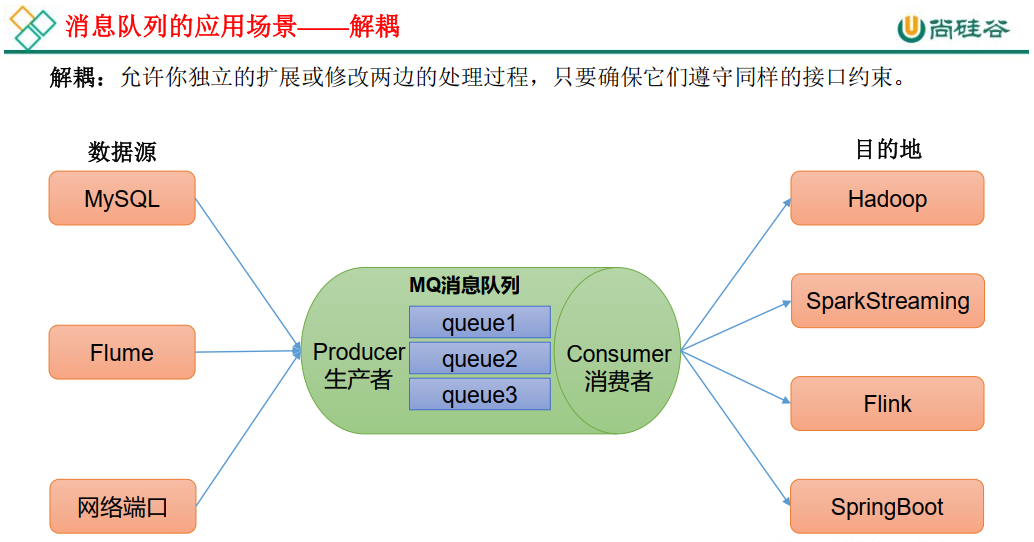 消息队列的应用场景——解耦
尚硅谷
解耦：允许你独立的扩展或修改两边的处理过程，只要确保它们遵守同样的接口约束。
数据源
MySQL
Flume
网络端口
MQ消息队列
Producer
生产者
queue1
queue2
queue3
Consumer
消费者
目的地
Hadoop
SparkStreaming
Flink
SpringBoot